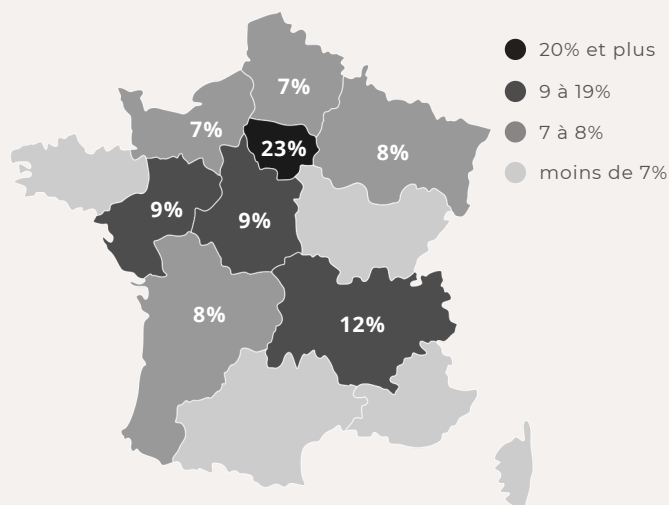 20% et plus
9 à 19%
7 à 8%
moins de 7%
7%
7%
23%
8%
9%
9%
8%
12%